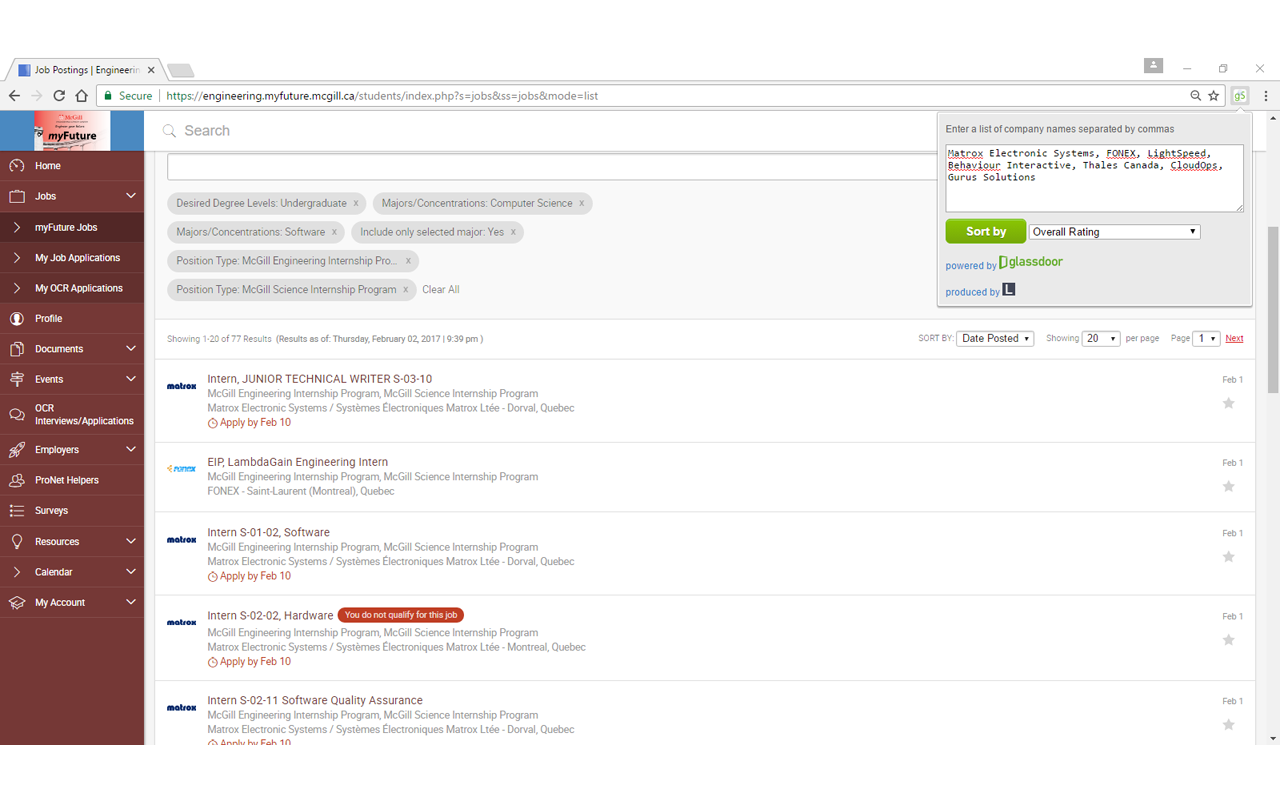 Job Postings | Engineerin
Secure | https://engineering.myfuture.mcgill.ca/students/index.php?s=jobs&ss=jobs&mode=list
gS
McGill
myFuture
Search
Home
Jobs
myFuture Jobs
My Job Applications
My OCR Applications
Profile
Documents
Events
OCR
Interviews/Applications
Employers
ProNet Helpers
Surveys
Resources
Calendar
My Account
Enter a list of company names separated by commas
Matrox Electronic Systems, FONEX, LightSpeed,
Behaviour Interactive, Thales Canada, CloudOps,
Gurus Solutions
Sort by Overall Rating
powered by glassdoor
produced by L
Desired Degree Levels: Undergraduate x Majors/Concentrations: Computer Science x
Majors/Concentrations: Software x Include only selected major: Yes x
Position Type: McGill Engineering Internship Pro... x
Position Type: McGill Science Internship Program x Clear All
Showing 1-20 of 77 Results (Results as of: Thursday, February 02, 2017 | 9:39 pm ) SORT BY: Date Posted Showing 20 per page Page 1 Next
matrox Intern, JUNIOR TECHNICAL WRITER S-03-10 Feb 1
McGill Engineering Internship Program, McGill Science Internship Program
Matrox Electronic Systems / Systèmes Électroniques Matrox Ltée - Dorval, Quebec
Apply by Feb 10
FONEX EIP, LambdaGain Engineering Intern Feb 1
McGill Engineering Internship Program, McGill Science Internship Program
FONEX - Saint-Laurent (Montreal), Quebec
matrox Intern S-01-02, Software Feb 1
McGill Engineering Internship Program, McGill Science Internship Program
Matrox Electronic Systems / Systèmes Électroniques Matrox Ltée - Dorval, Quebec
Apply by Feb 10
matrox Intern S-02-02, Hardware You do not qualify for this job Feb 1
McGill Engineering Internship Program, McGill Science Internship Program
Matrox Electronic Systems / Systèmes Électroniques Matrox Ltée - Montreal, Quebec
Apply by Feb 10
matrox Intern S-02-11 Software Quality Assurance Feb 1
McGill Engineering Internship Program, McGill Science Internship Program
Matrox Electronic Systems / Systèmes Électroniques Matrox Ltée - Dorval, Quebec
Apply by Feb 10